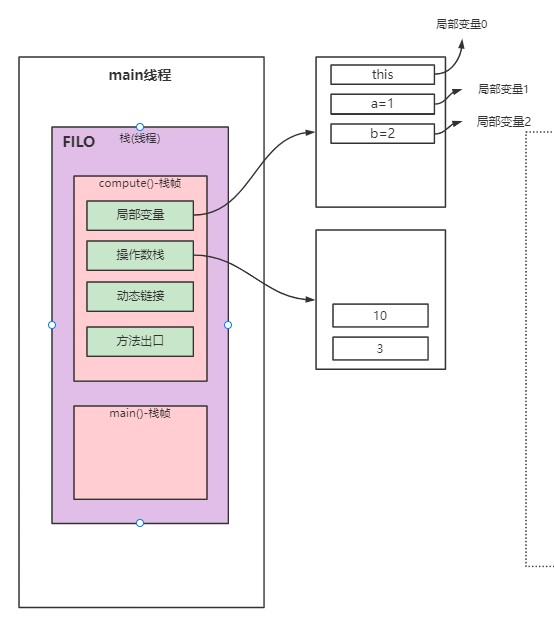 局部变量0
main线程
this
局部变量1
a=1
局部变量2
b=2
FILO
栈(线程)
compute()-栈帧
局部变量
操作数栈
动态链接
10
方法出口
3
main()-栈帧